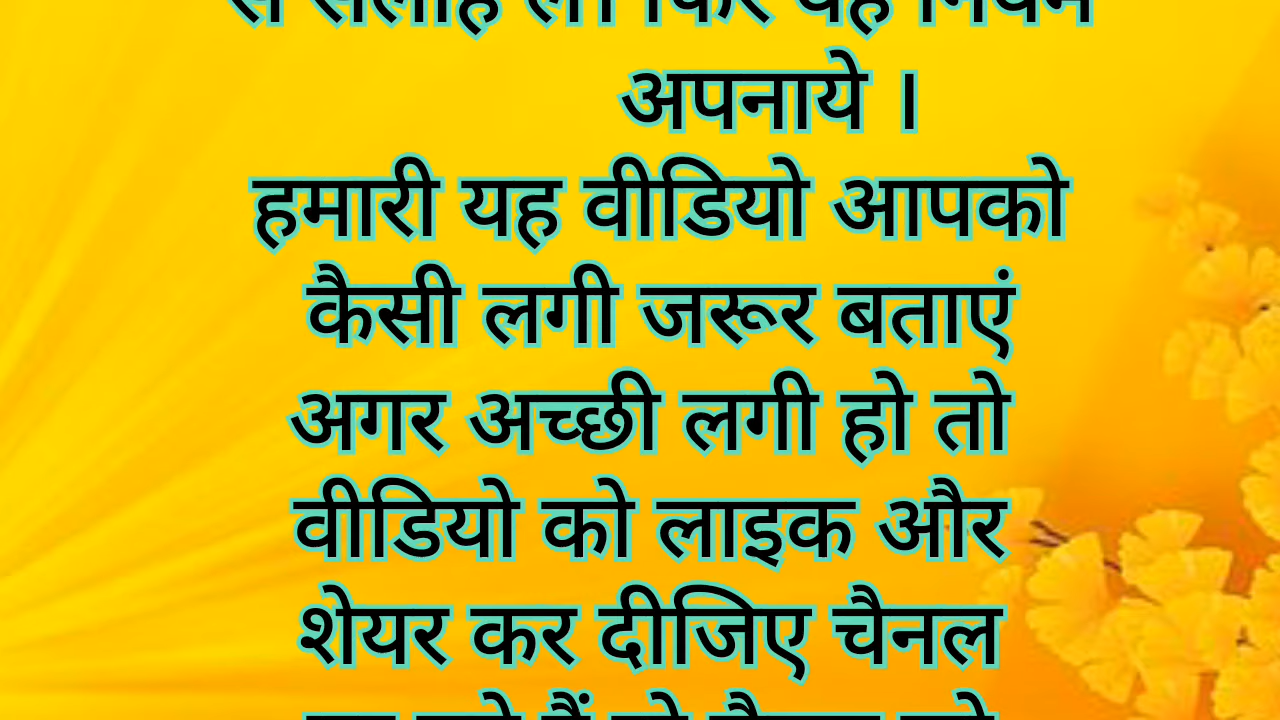 से सलाह लें। फिर यह नियम
अपनाये ।
हमारी यह वीडियो आपको
कैसी लगी जरूर बताएं
अगर अच्छी लगी हो तो
वीडियो को लाइक और
शेयर कर दीजिए चैनल